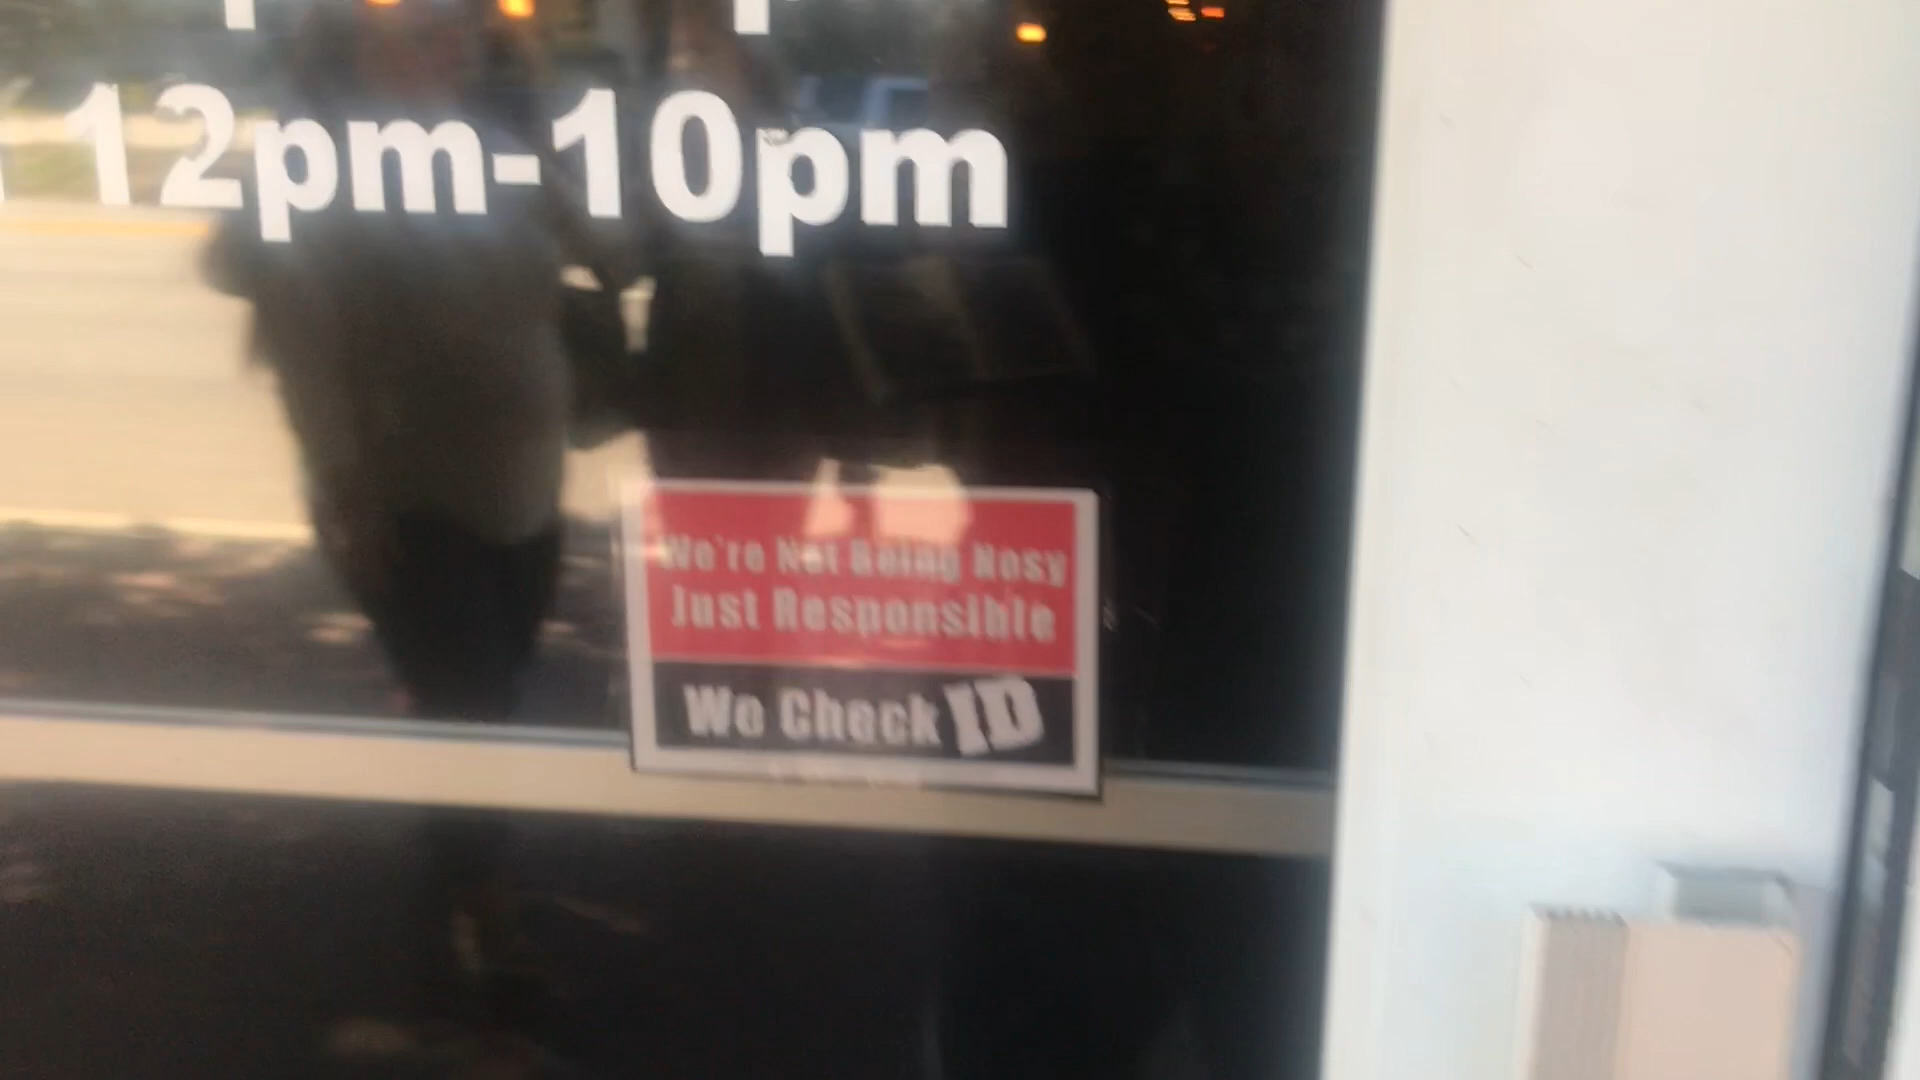 12pm-10pm
We're Not Being Nosy
Just Responsible
We Check ID